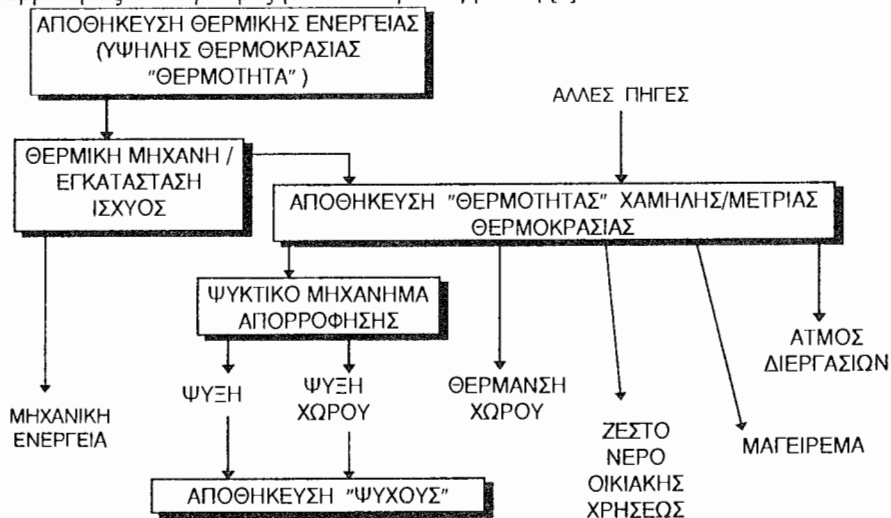 ΑΠΟΘΗΚΕΥΣΗ ΘΕΡΜΙΚΗΣ ΕΝΕΡΓΕΙΑΣ
(ΥΨΗΛΗΣ ΘΕΡΜΟΚΡΑΣΙΑΣ
"ΘΕΡΜΟΤΗΤΑ" )
ΑΛΛΕΣ ΠΗΓΕΣ
ΘΕΡΜΙΚΗ ΜΗΧΑΝΗ /
ΕΓΚΑΤΑΣΤΑΣΗ
ΙΣΧΥΟΣ
ΑΠΟΘΗΚΕΥΣΗ "ΘΕΡΜΟΤΗΤΑΣ" ΧΑΜΗΛΗΣ/ΜΕΤΡΙΑΣ
ΘΕΡΜΟΚΡΑΣΙΑΣ
ΨΥΚΤΙΚΟ ΜΗΧΑΝΗΜΑ
ΑΠΟΡΡΟΦΗΣΗΣ
ΑΤΜΟΣ
ΔΙΕΡΓΑΣΙΩΝ
ΨΥΞΗ
ΨΥΞΗ
ΧΩΡΟΥ
ΘΕΡΜΑΝΣΗ
ΧΩΡΟΥ
ΜΗΧΑΝΙΚΗ
ΕΝΕΡΓΕΙΑ
ΖΕΣΤΟ
ΝΕΡΟ
ΟΙΚΙΑΚΗΣ
ΧΡΗΣΕΩΣ
ΜΑΓΕΙΡΕΜΑ
ΑΠΟΘΗΚΕΥΣΗ "ΨΥΧΟΥΣ"